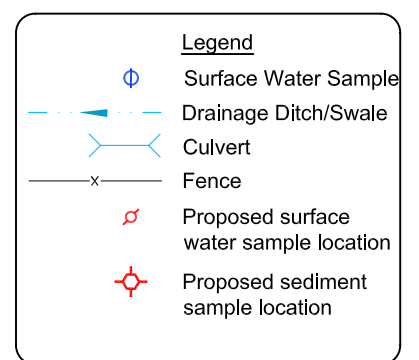 Legend
Surface Water Sample
Drainage Ditch/Swale
Culvert
x Fence
Proposed surface
water sample location
Proposed sediment
sample location